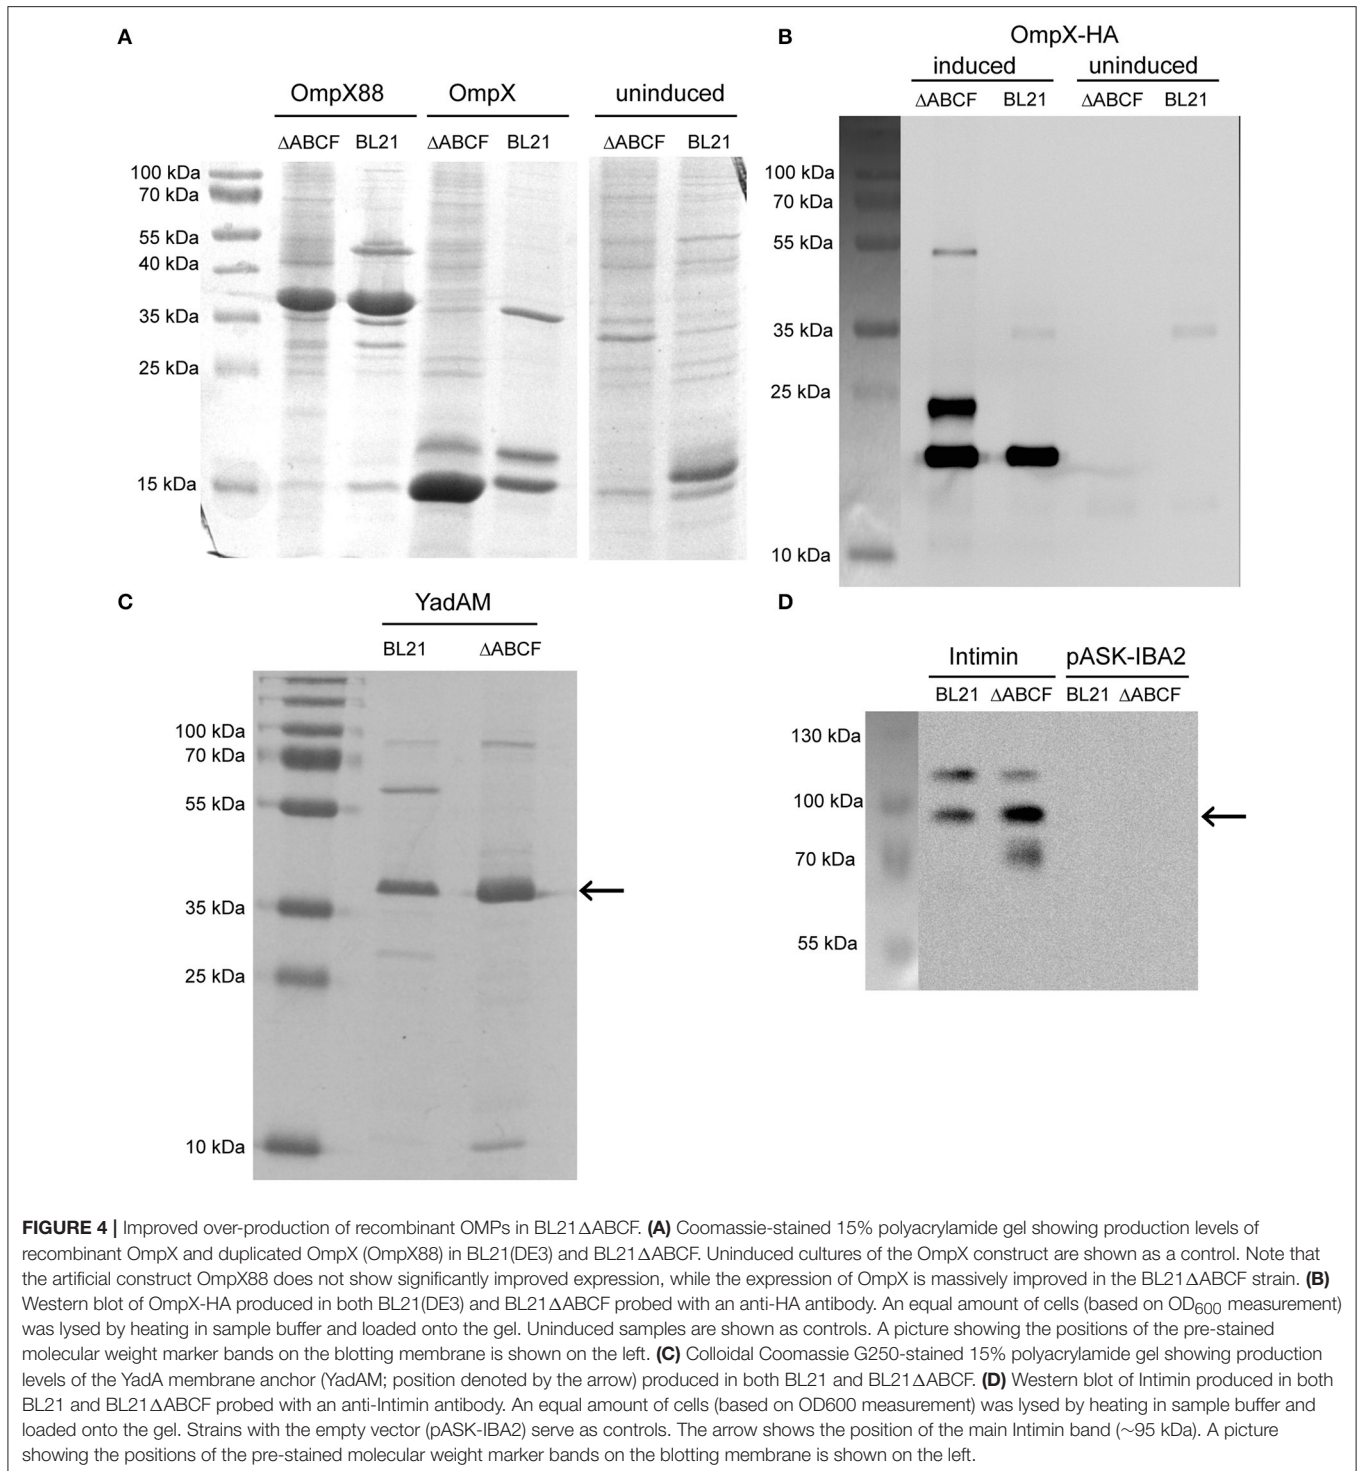 A
OmpX88 OmpX uninduced
ΔABCF BL21 ΔABCF BL21 ΔABCF BL21
100 kDa
70 kDa
55 kDa
40 kDa
35 kDa
25 kDa
15 kDa
B
OmpX-HA
induced uninduced
ΔABCF BL21 ΔABCF BL21
100 kDa
70 kDa
55 kDa
35 kDa
25 kDa
10 kDa
C
YadAM
BL21 ΔABCF
100 kDa
70 kDa
55 kDa
35 kDa
25 kDa
10 kDa
D
Intimin pASK-IBA2
BL21 ΔABCF BL21 ΔABCF
130 kDa
100 kDa
70 kDa
55 kDa
FIGURE 4 | Improved over-production of recombinant OMPs in BL21ΔABCF. (A) Coomassie-stained 15% polyacrylamide gel showing production levels of
recombinant OmpX and duplicated OmpX (OmpX88) in BL21(DE3) and BL21ΔABCF. Uninduced cultures of the OmpX construct are shown as a control. Note that
the artificial construct OmpX88 does not show significantly improved expression, while the expression of OmpX is massively improved in the BL21ΔABCF strain. (B)
Western blot of OmpX-HA produced in both BL21(DE3) and BL21ΔABCF probed with an anti-HA antibody. An equal amount of cells (based on OD600 measurement)
was lysed by heating in sample buffer and loaded onto the gel. Uninduced samples are shown as controls. A picture showing the positions of the pre-stained
molecular weight marker bands on the blotting membrane is shown on the left. (C) Colloidal Coomassie G250-stained 15% polyacrylamide gel showing production
levels of the YadA membrane anchor (YadAM; position denoted by the arrow) produced in both BL21 and BL21ΔABCF. (D) Western blot of Intimin produced in both
BL21 and BL21ΔABCF probed with an anti-Intimin antibody. An equal amount of cells (based on OD600 measurement) was lysed by heating in sample buffer and
loaded onto the gel. Strains with the empty vector (pASK-IBA2) serve as controls. The arrow shows the position of the main Intimin band (~95 kDa). A picture
showing the positions of the pre-stained molecular weight marker bands on the blotting membrane is shown on the left.